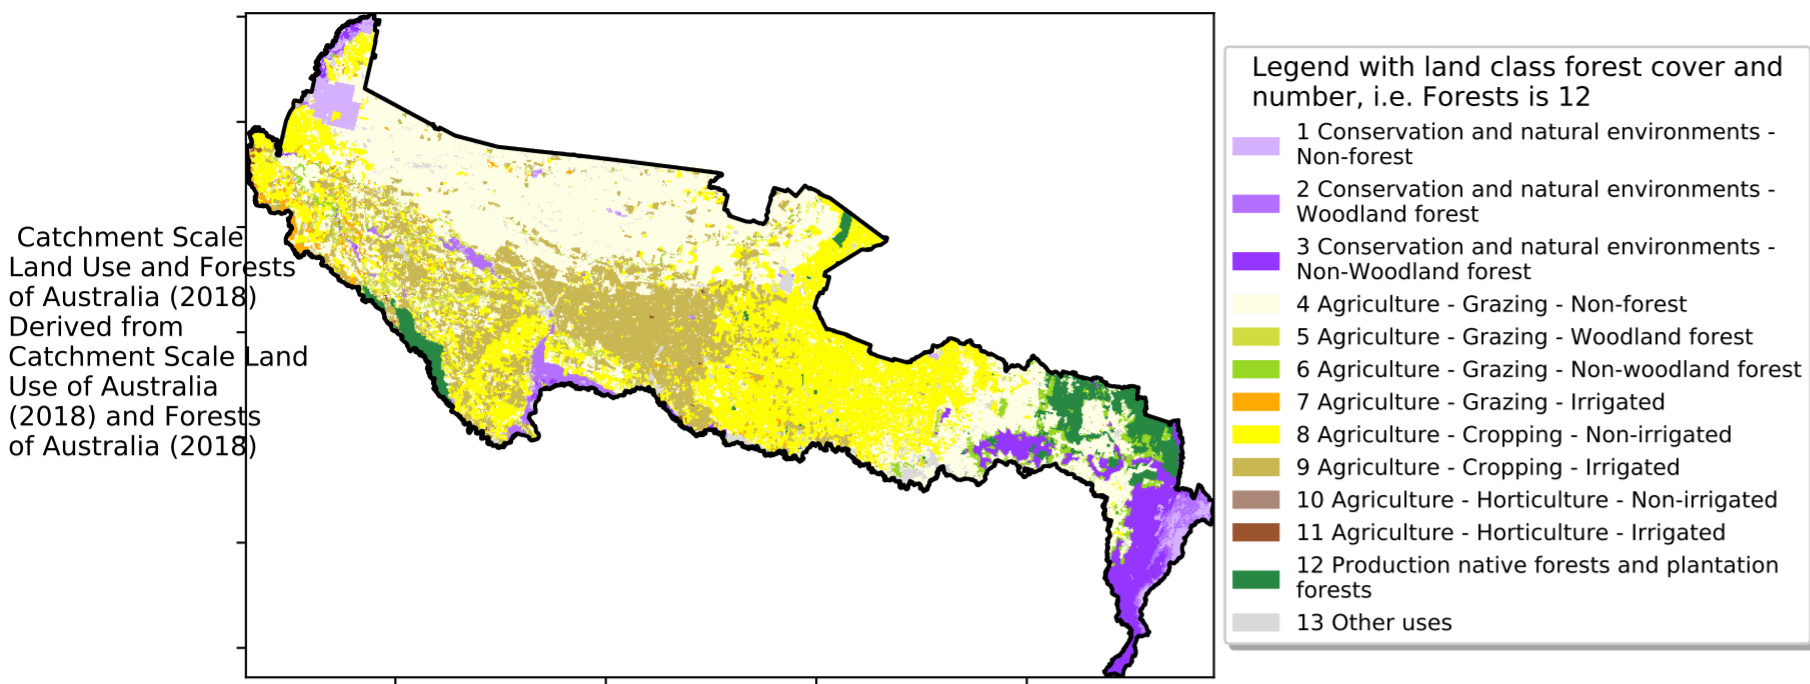 Catchment Scale
Land Use and Forests
of Australia (2018)
Derived from
Catchment Scale Land
Use of Australia
(2018) and Forests
of Australia (2018)
Legend with land class forest cover and
number, i.e. Forests is 12
1 Conservation and natural environments -
Non-forest
2 Conservation and natural environments -
Woodland forest
3 Conservation and natural environments -
Non-Woodland forest
4 Agriculture - Grazing - Non-forest
5 Agriculture - Grazing - Woodland forest
6 Agriculture - Grazing - Non-woodland forest
7 Agriculture - Grazing - Irrigated
8 Agriculture - Cropping - Non-irrigated
9 Agriculture - Cropping - Irrigated
10 Agriculture - Horticulture - Non-irrigated
11 Agriculture - Horticulture - Irrigated
12 Production native forests and plantation
forests
13 Other uses